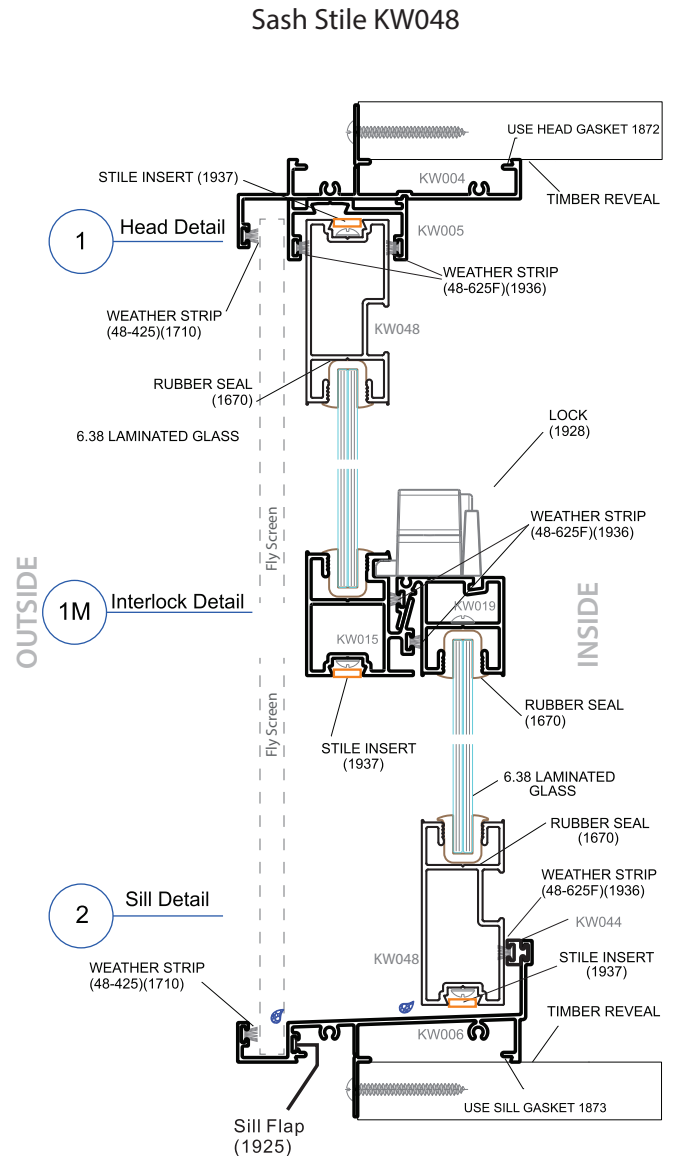 Sash Stile KW048
USE HEAD GASKET 1872
STILE INSERT (1937)
KW004
TIMBER REVEAL
1
Head Detail
KW005
WEATHER STRIP
(48-625F)(1936)
WEATHER STRIP
(48-425)(1710)
KW048
RUBBER SEAL
(1670)
LOCK
(1928)
6.38 LAMINATED GLASS
Fly Screen
WEATHER STRIP
(48-625F)(1936)
OUTSIDE
1M
Interlock Detail
KW019
INSIDE
KW015
RUBBER SEAL
(1670)
Fly Screen
STILE INSERT
(1937)
6.38 LAMINATED
GLASS
RUBBER SEAL
(1670)
WEATHER STRIP
(48-625F)(1936)
2
Sill Detail
KW044
KW048
STILE INSERT
(1937)
WEATHER STRIP
(48-425)(1710)
TIMBER REVEAL
KW006
USE SILL GASKET 1873
Sill Flap
(1925)